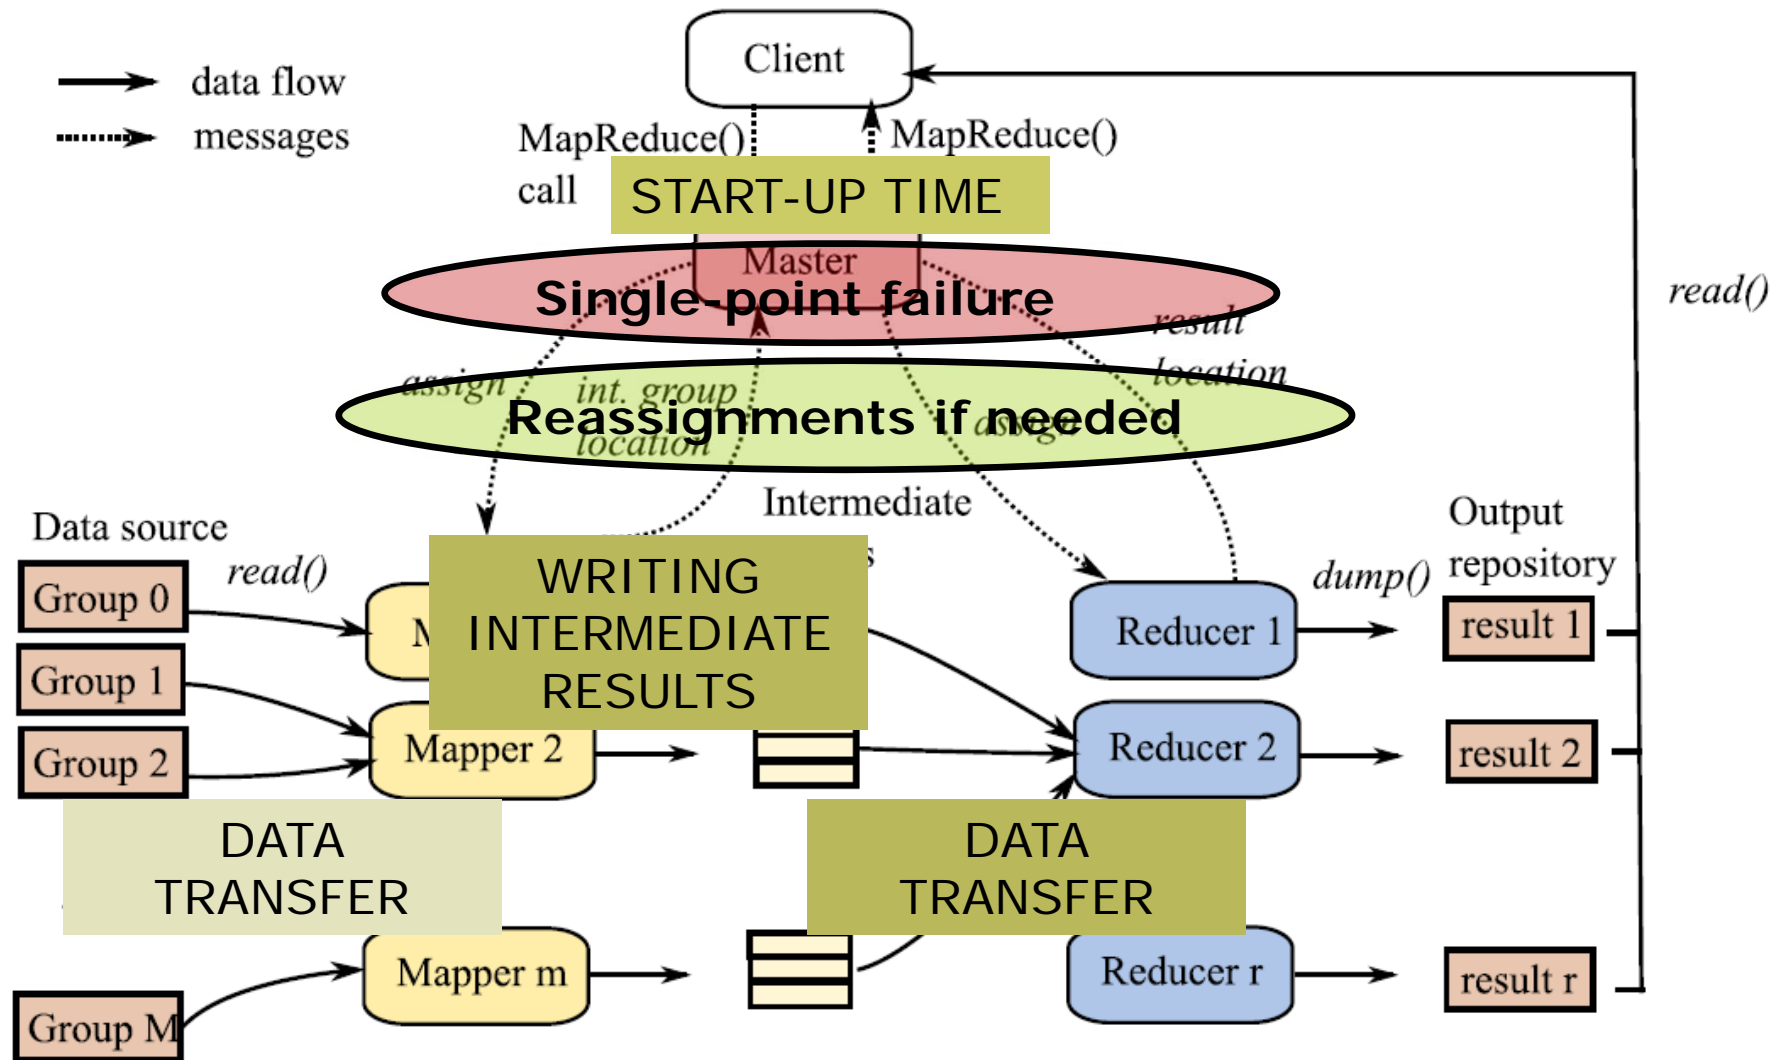 Client
data flow
messages
MapReduce()
call
MapReduce()
START-UP TIME
Master
Single-point failure
read()
result
location
assign
int. group
location
Reassignments if needed
assign
Intermediate
Data source
Output
repository
read()
dump()
WRITING
INTERMEDIATE
RESULTS
Group 0
Reducer 1
result 1
Group 1
Group 2
Mapper 2
Reducer 2
result 2
DATA
TRANSFER
DATA
TRANSFER
Mapper m
Reducer r
result r
Group M